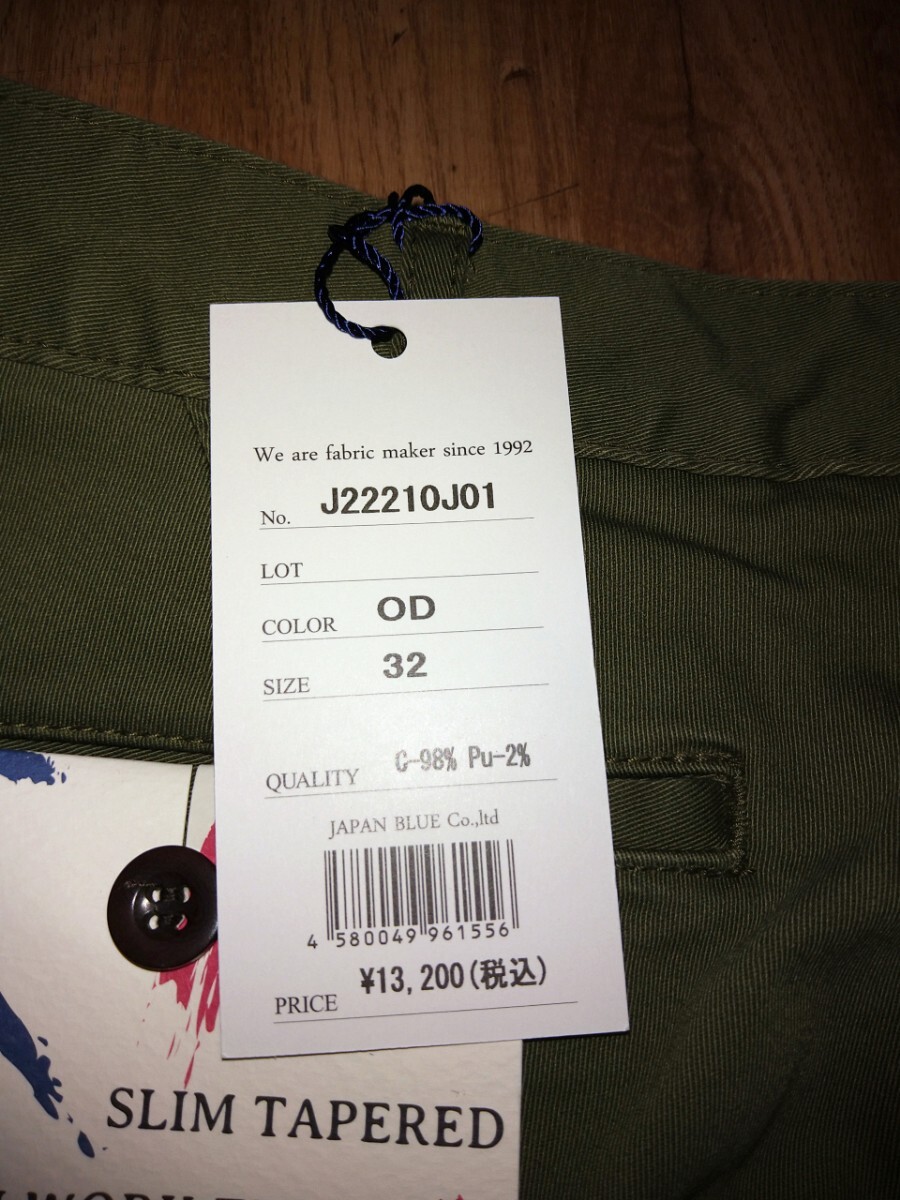 We are fabric maker since 1992
No. J22210J01
LOT
COLOR OD
SIZE 32
QUALITY C-98% Pu-2%
JAPAN BLUE Co.,ltd
4 580049 961556
PRICE ¥13,200(税込)
SLIM TAPERED
WORK